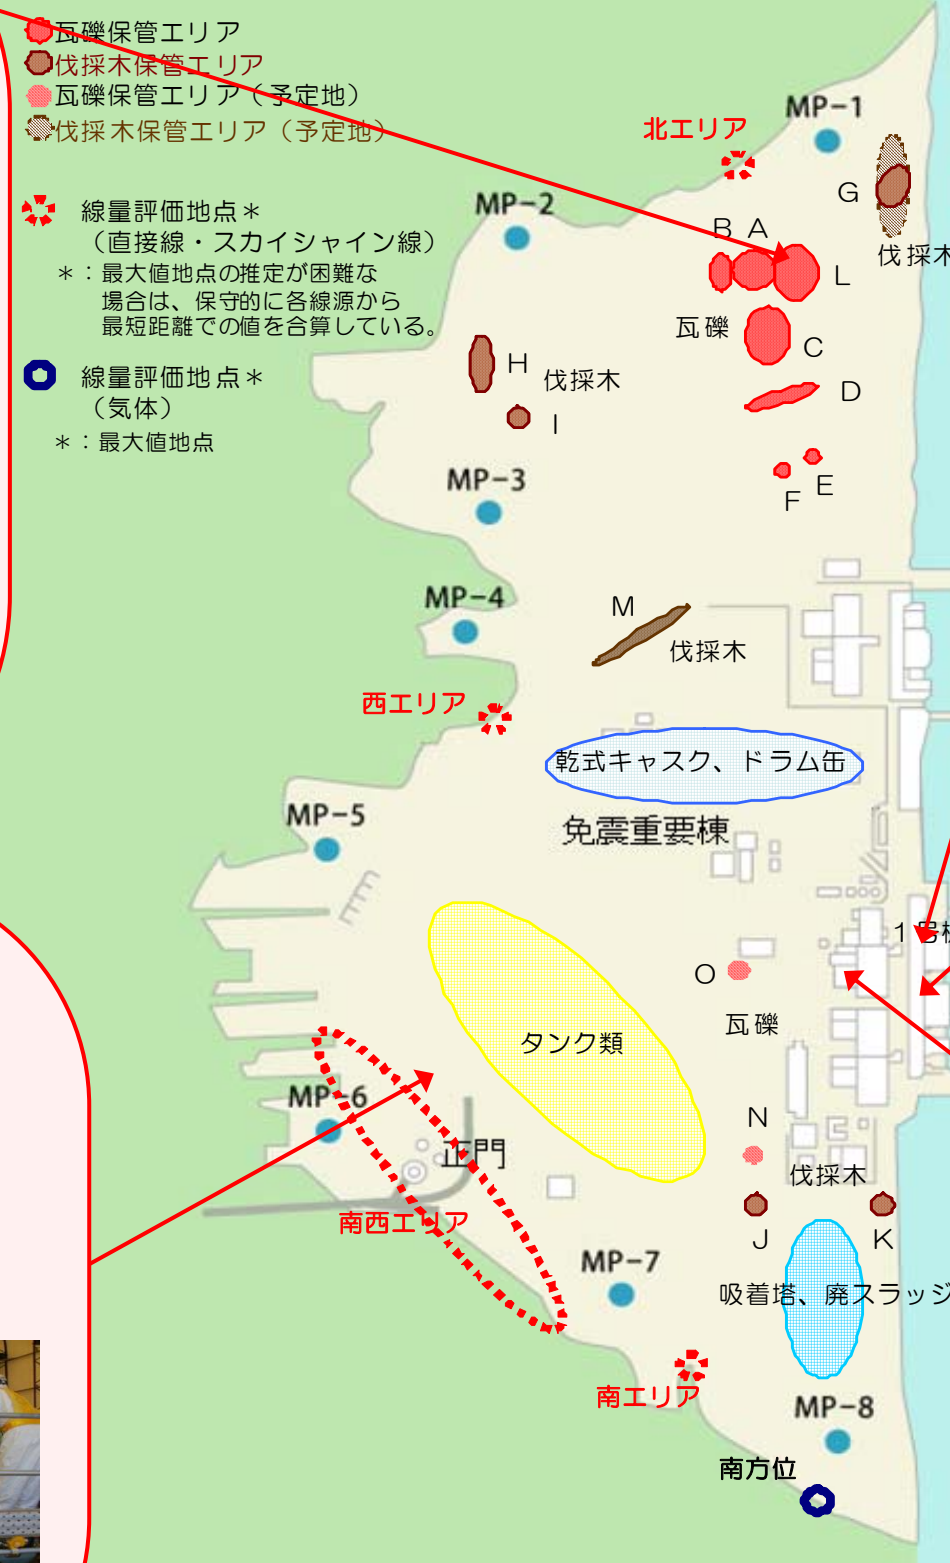 瓦礫保管エリア
伐採木保管エリア
瓦礫保管エリア（予定地）
伐採木保管エリア（予定地）
線量評価地点＊
（直接線・スカイシャイン線）
＊：最大値地点の推定が困難な
場合は、保守的に各線源から
最短距離での値を合算している。
線量評価地点＊
（気体）
＊：最大値地点
MP-1
北エリア
G
MP-2
B A
伐採木
L
瓦礫
C
H
伐採木
D
I
MP-3
E
F
MP-4
M
伐採木
西エリア
乾式キャスク、ドラム缶
MP-5
免震重要棟
1号機
O
瓦礫
タンク類
MP-6
N
正門
伐採木
南西エリア
J
K
MP-7
吸着塔、廃スラッジ
南エリア
MP-8
南方位